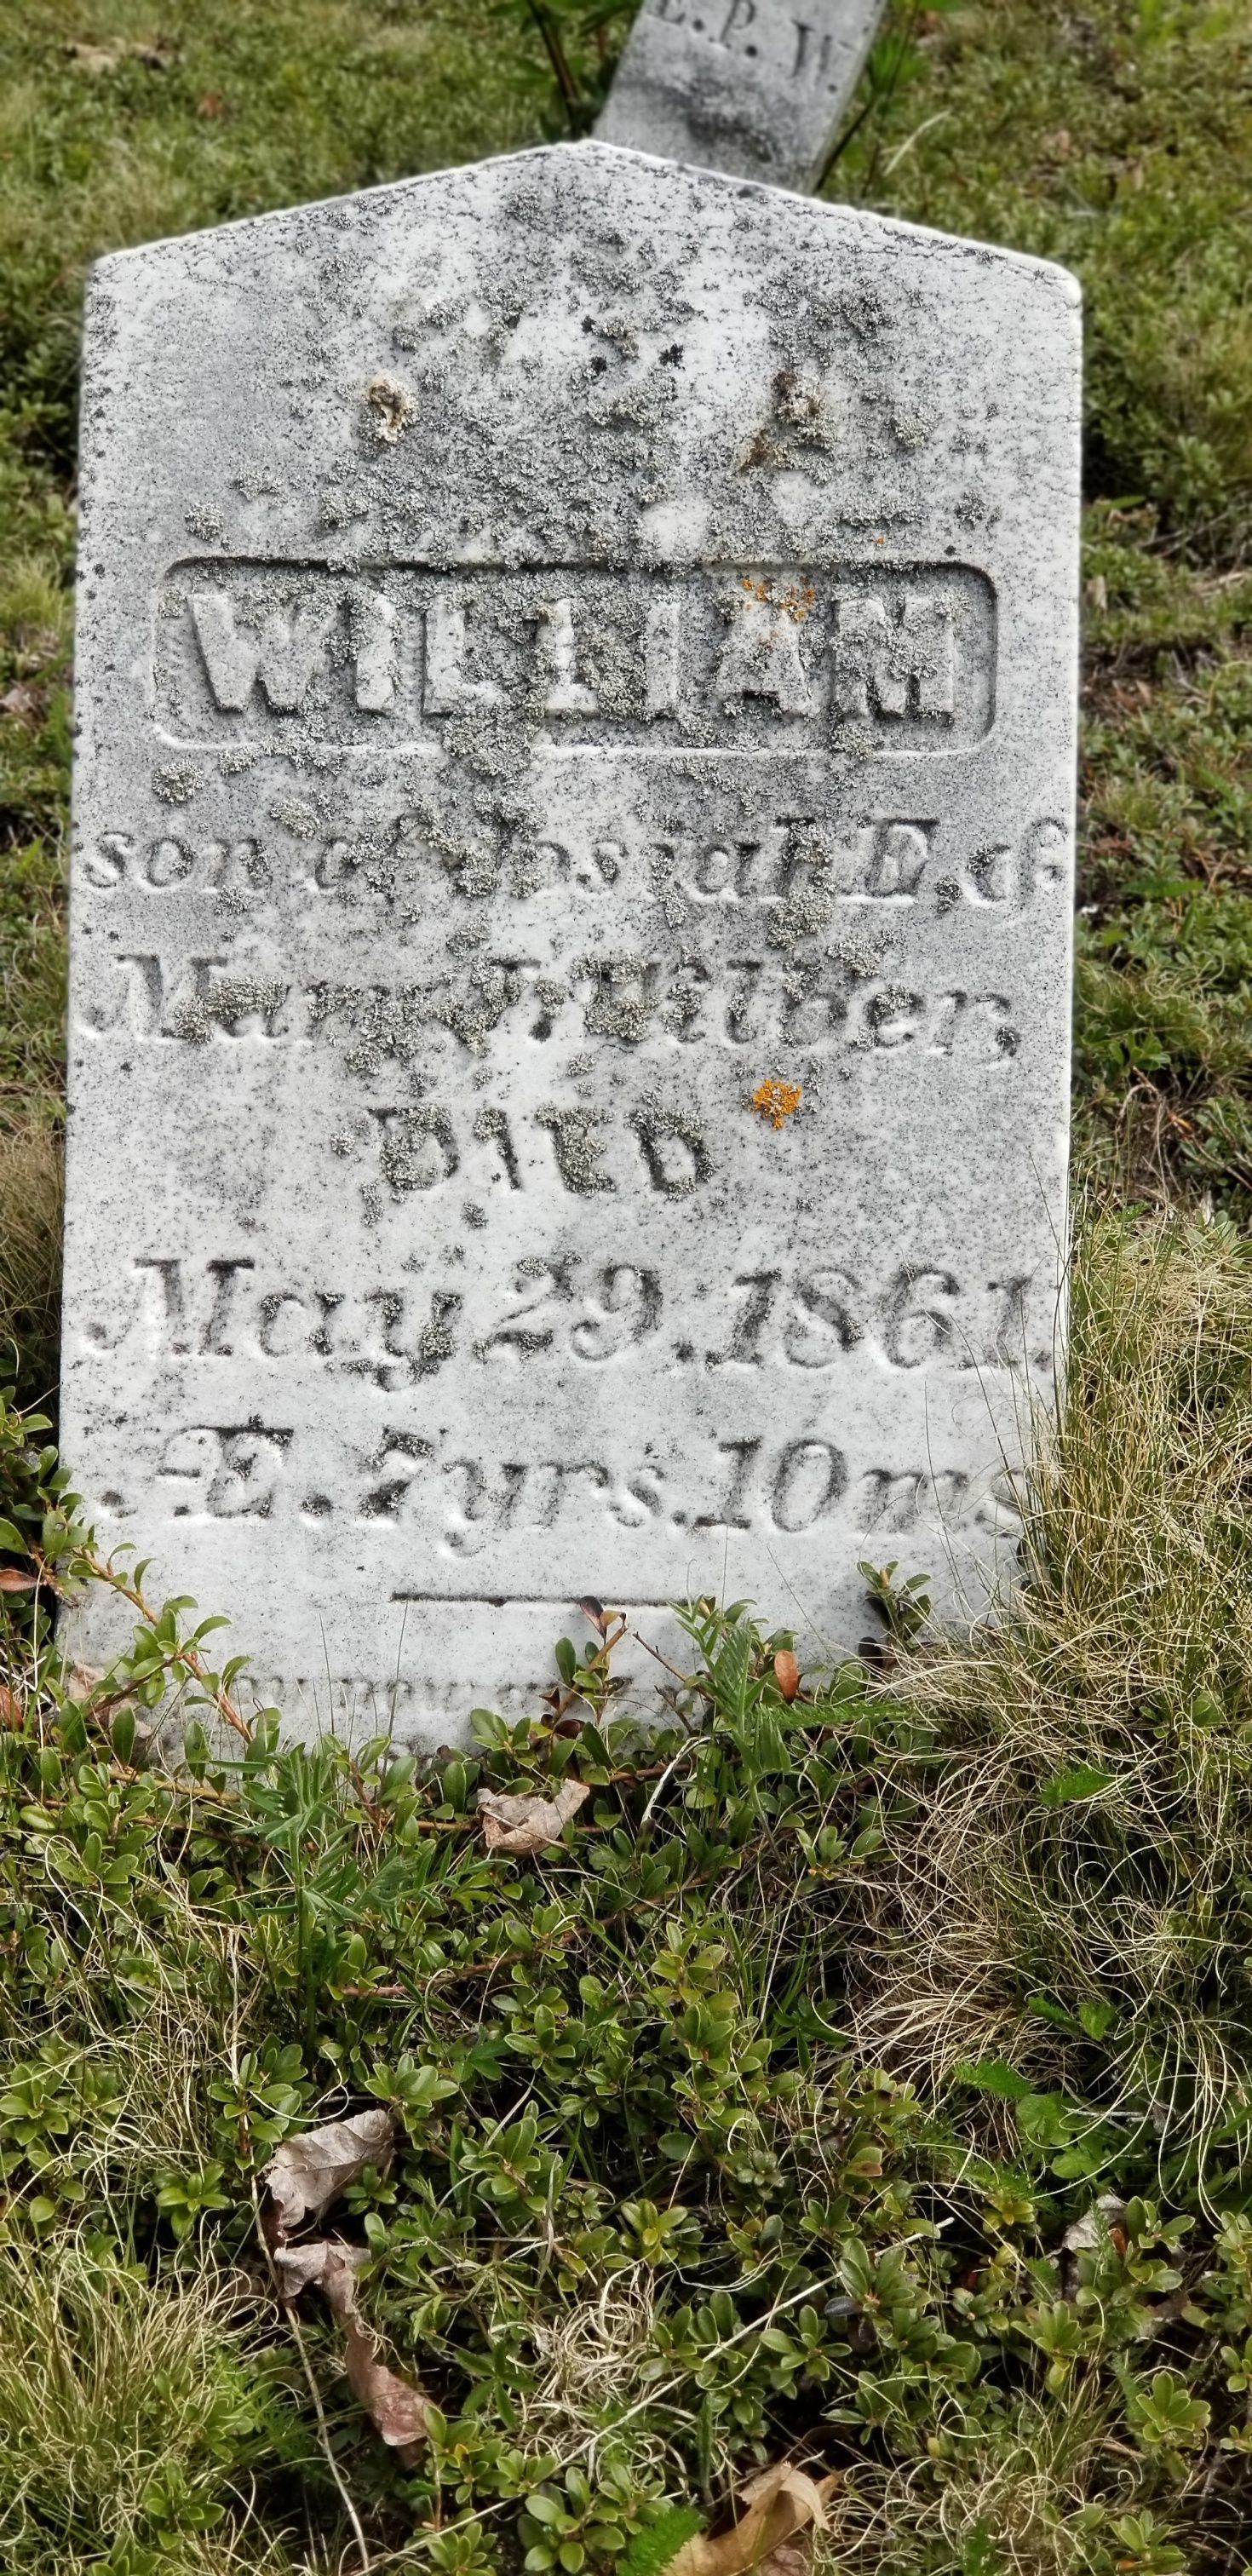 E. P. W.
WILLIAM
son of Josiah E. &
Mary J. Wilber,
DIED
May 29. 1861.
Æ. 7 yrs. 10 ms